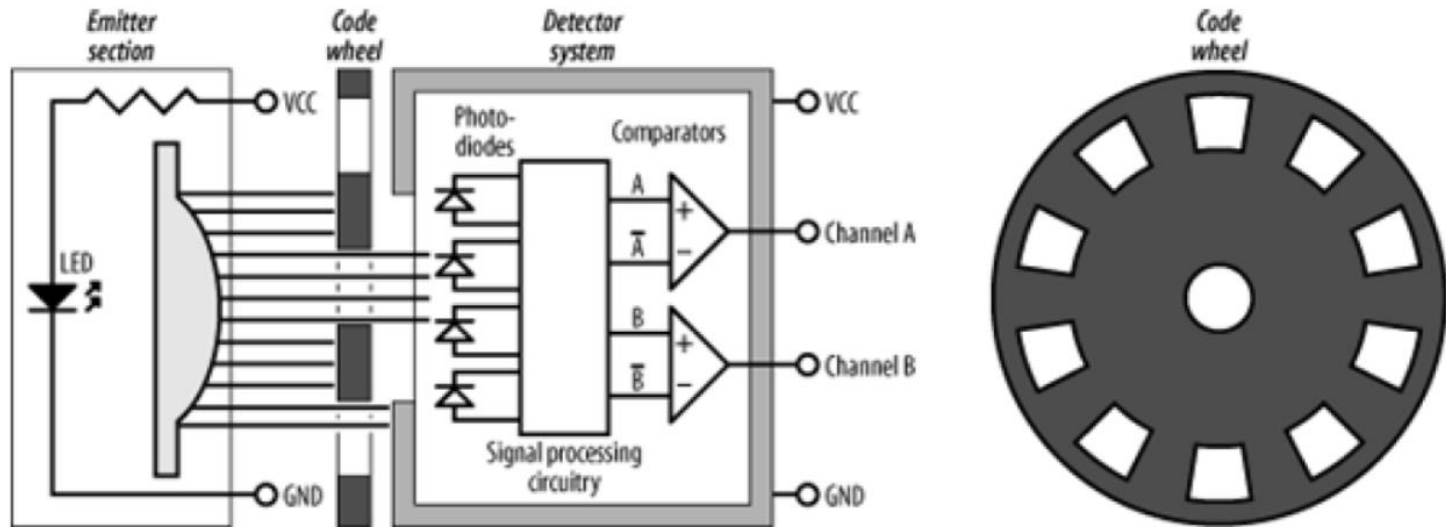 Emitter
section
Code
wheel
Detector
system
Code
wheel
VCC
VCC
Photo-
diodes
Comparators
A
+
A̅
−
Channel A
LED
B
+
B̅
−
Channel B
Signal processing
circuitry
GND
GND